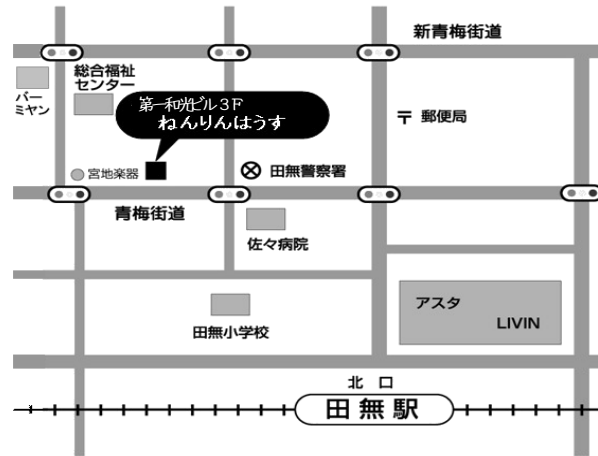 新青梅街道
総合福祉
センター
バー
ミヤン
第一和光ビル3F
ねんりんはうす
〒 郵便局
宮地楽器
田無警察署
青梅街道
佐々病院
アスタ
LIVIN
田無小学校
北 口
田無駅